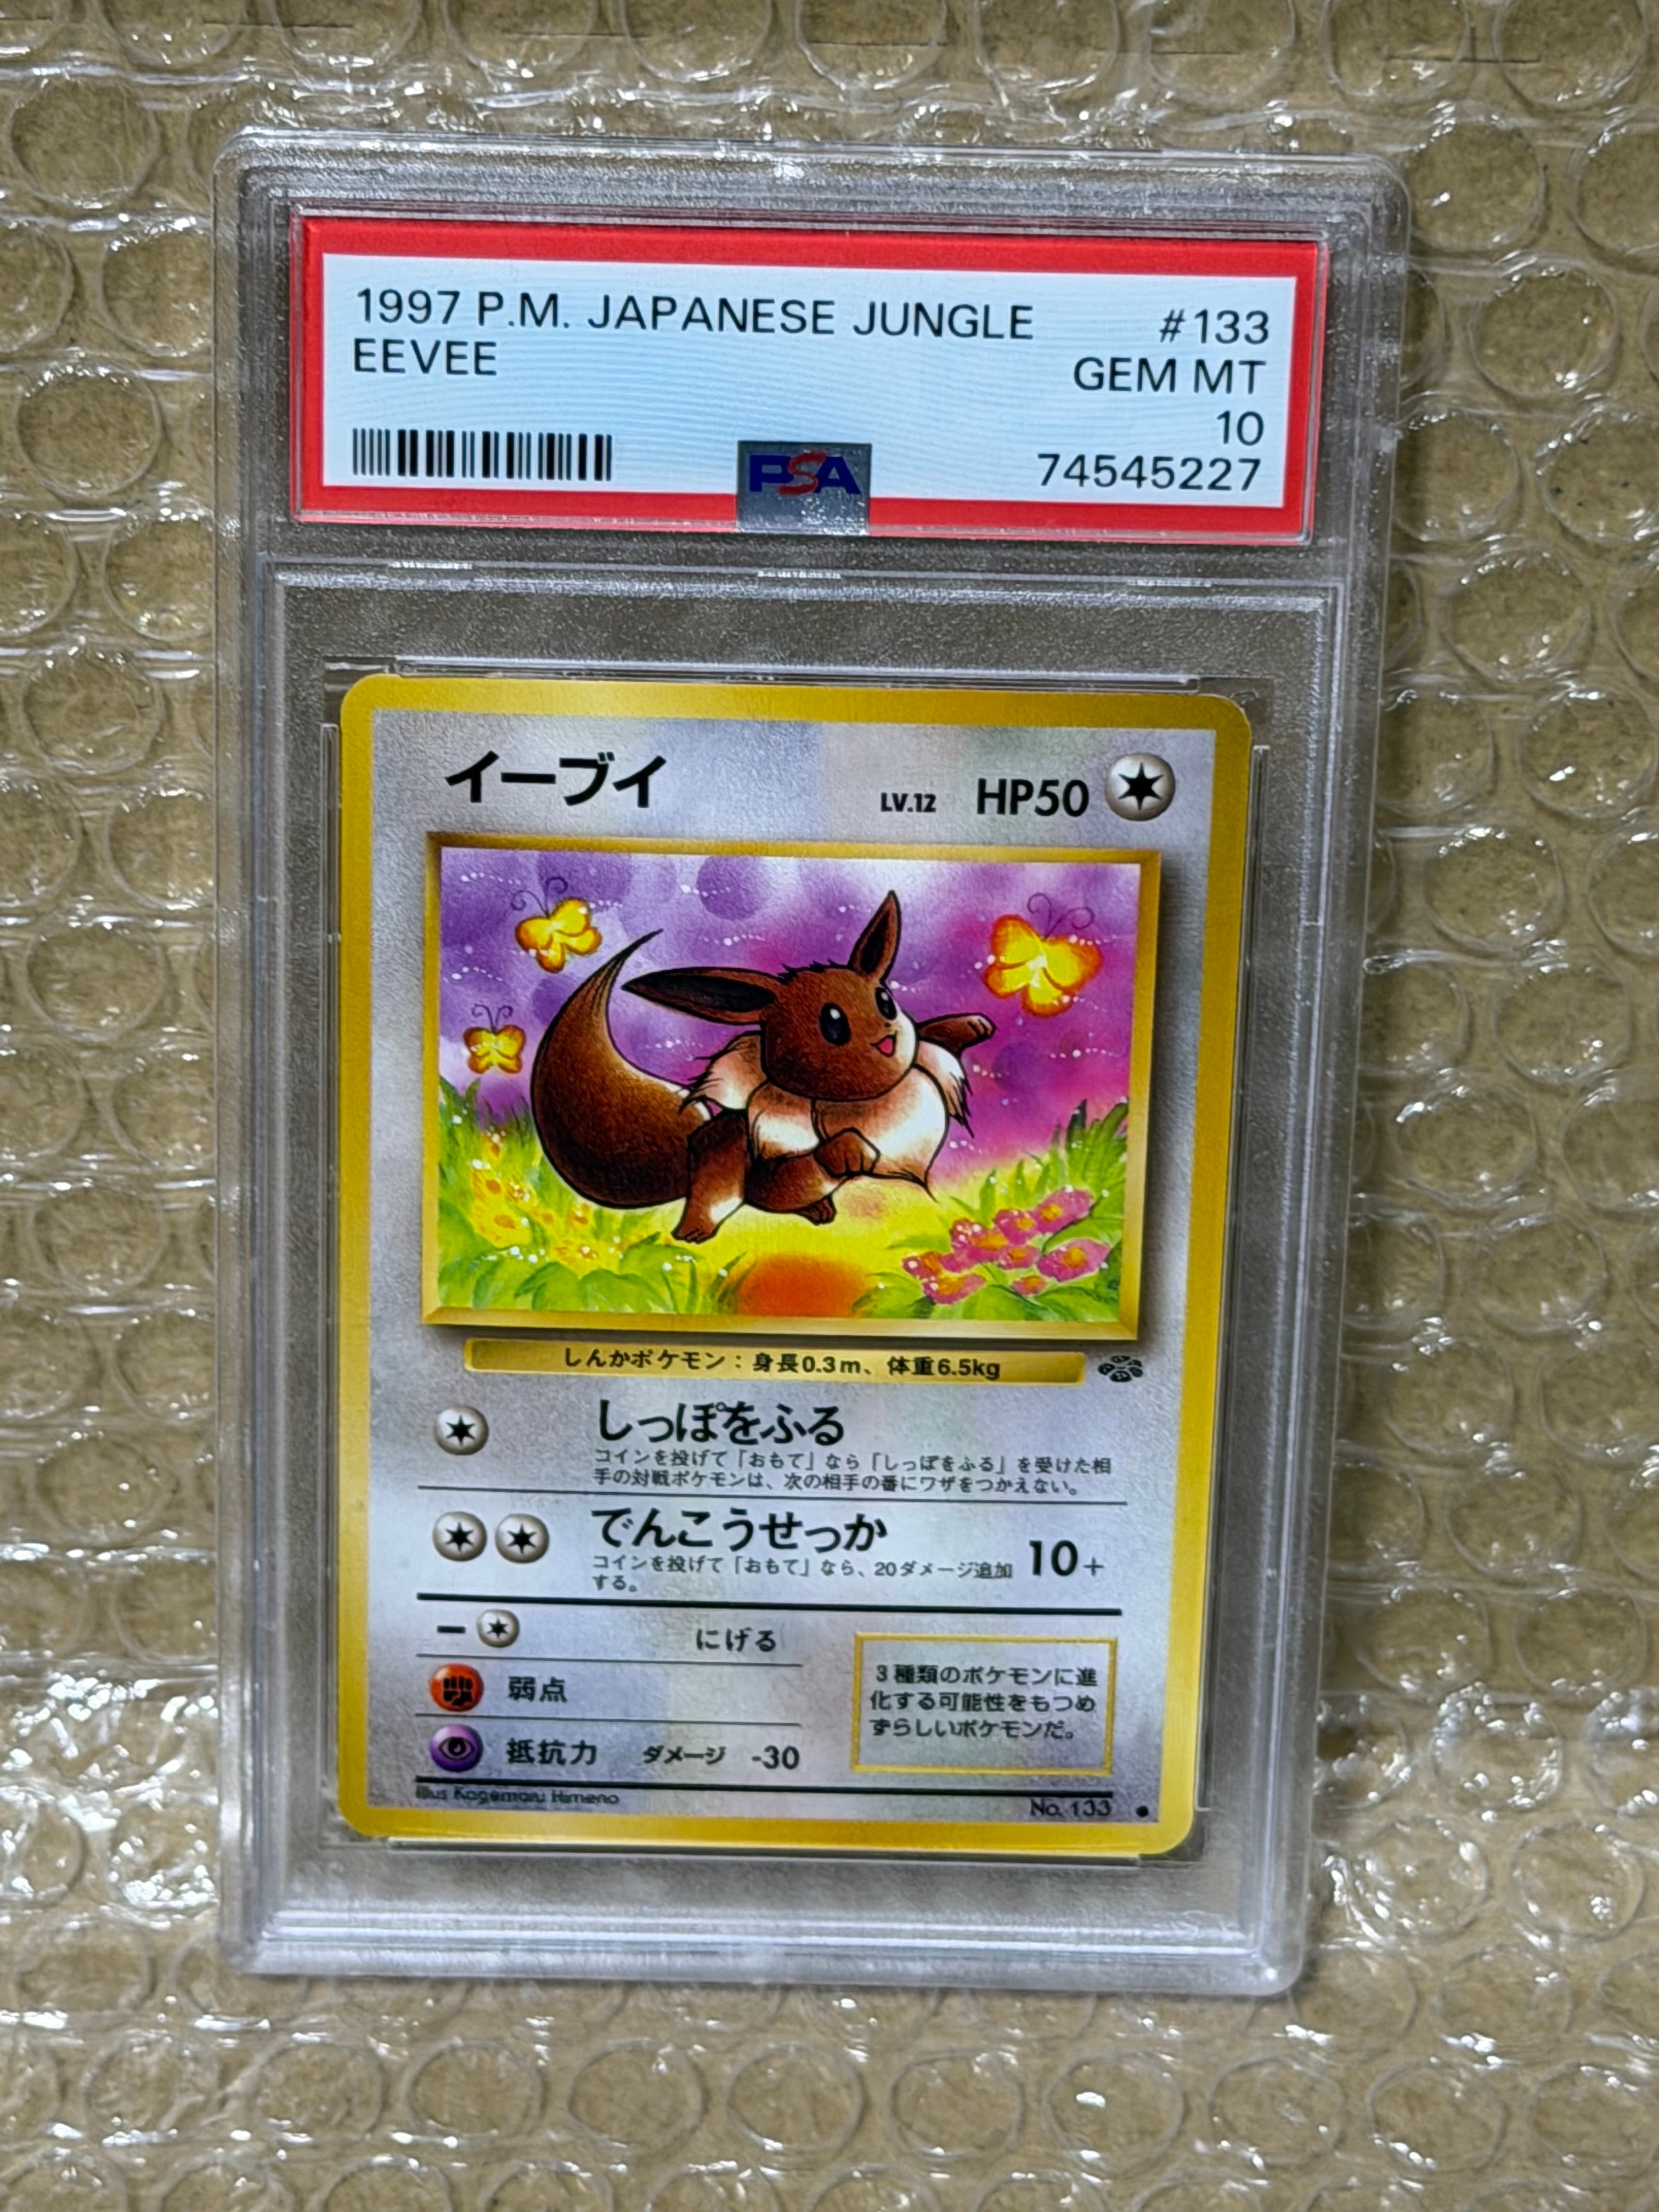 1997 P.M. JAPANESE JUNGLE #133
EEVEE GEM MT
10
PSA 74545227
イーブイ LV.12 HP50
しんかポケモン：身長0.3m、体重6.5kg
しっぽをふる
コインを投げて「おもて」なら「しっぽをふる」を受けた相
手の対戦ポケモンは、次の相手の番にワザをつかえない。
でんこうせっか 10+
コインを投げて「おもて」なら、20ダメージ追加
する。
にげる
弱点
抵抗力 ダメージ -30
3種類のポケモンに進
化する可能性をもつめ
ずらしいポケモンだ。
Illus Kagemaru Himeno No. 133